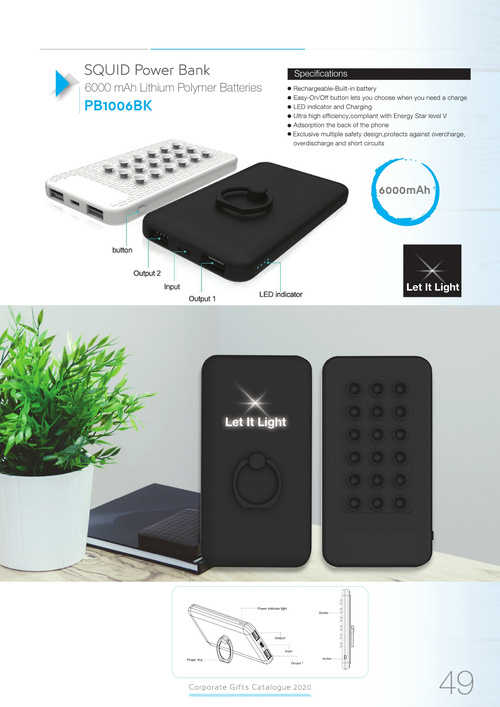 SQUID Power Bank
6000 mAh Lithium Polymer Batteries
PB1006BK
Specifications
Rechargeable-Built-in battery
Easy-On/Off button lets you choose when you need a charge
LED indicator and Charging
Ultra high efficiency,compliant with Energy Star level V
Adsorption the back of the phone
Exclusive multiple safety design,protects against overcharge,
overdischarge and short circuits
6000mAh
button
Output 2
Input
Output 1
LED indicator
Let It Light
Let It Light
Power indicator light
Output¹
Input
Output ²
Finger ring
Button
Corporate Gifts Catalogue 2020
49